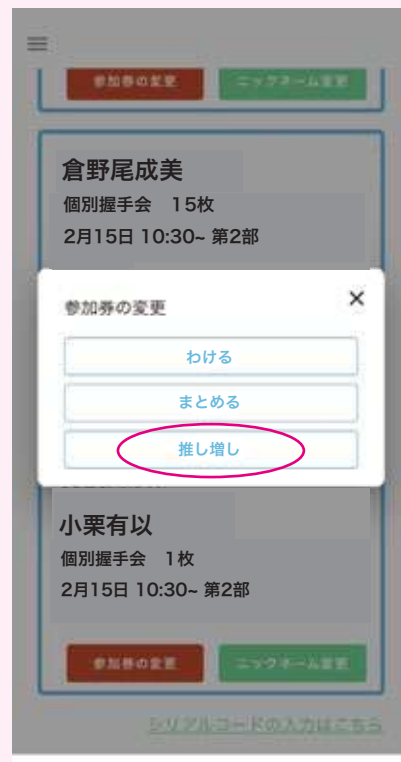 参加券の変更 ニックネーム変更
倉野尾成美
個別握手会 15枚
2月15日 10:30~ 第2部
参加券の変更 ×
わける
まとめる
推し増し
小栗有以
個別握手会 1枚
2月15日 10:30~ 第2部
参加券の変更 ニックネーム変更
シリアルコードの入力はこちら